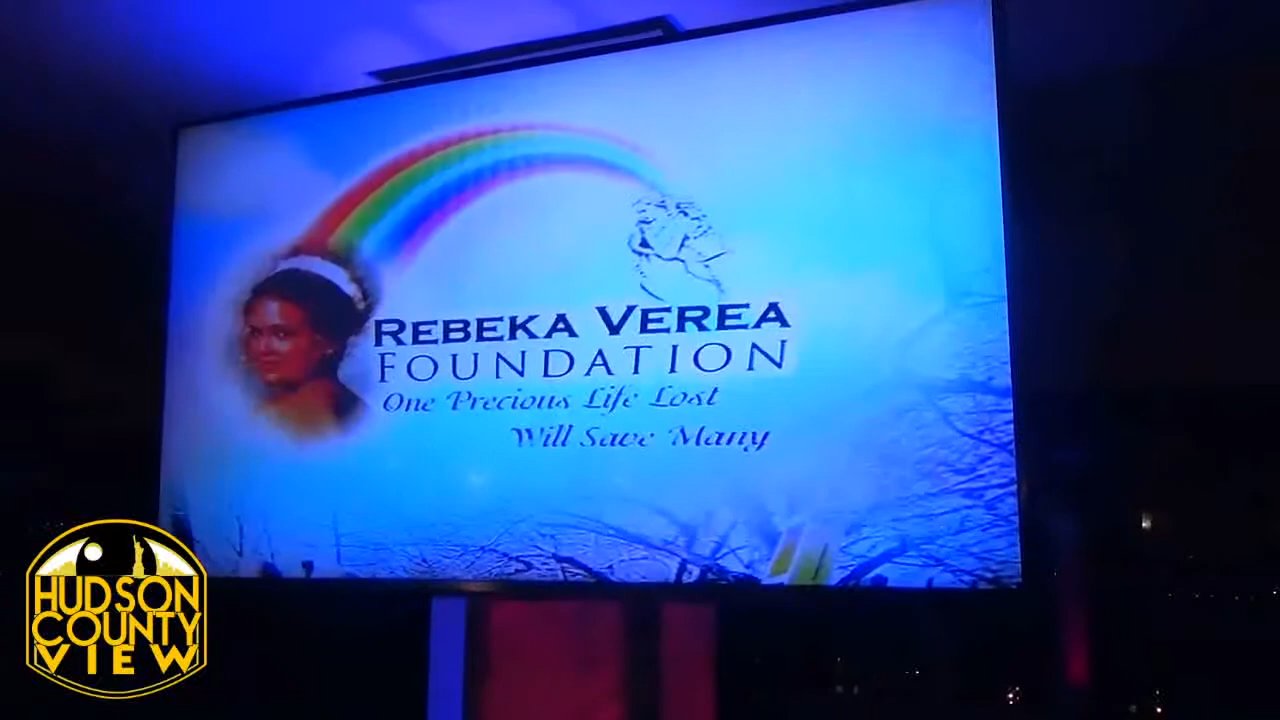 REBEKA VEREA
FOUNDATION
One Precious Life Lost
Will Save Many
HUDSON
COUNTY
VIEW